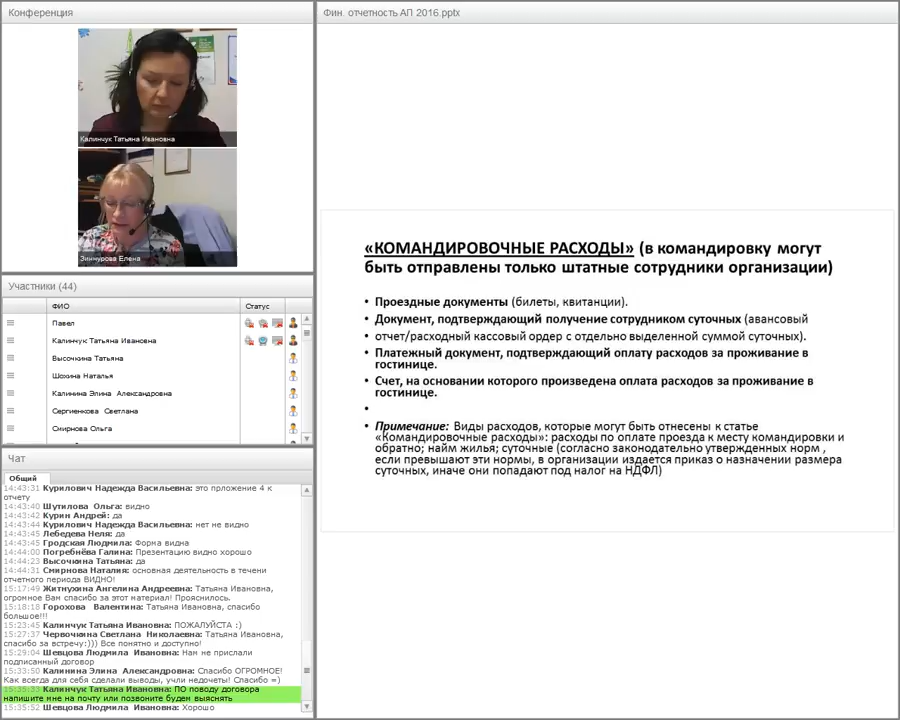 Конференция
Калинчук Татьяна Ивановна
Зинчурова Елена
Участники (44)
ФИО
Статус
Павел
Калинчук Татьяна Ивановна
Высочкина Татьяна
Шохина Наталья
Калинина Элина Александровна
Сергиенкова Светлана
Смирнова Ольга
Чат
Общий
14:43:31 Курилович Надежда Васильевна: это прложение 4 к
отчету
14:43:40 Шутилова Ольга: видно
14:43:42 Курин Андрей: да
14:43:44 Курилович Надежда Васильевна: нет не видно
14:43:45 Лебедева Неля: да
14:43:45 Гродская Людмила: Форма видна
14:44:00 Погребнёва Галина: Презентацию видно хорошо
14:44:23 Высочкина Татьяна: да
14:44:31 Смирнова Наталия: основная деятельность в течени
отчетного периода ВИДНО!
15:17:49 Житнухина Ангелина Андреевна: Татьяна Ивановна,
огромное Вам спасибо за этот материал! Прояснилось.
15:18:18 Горохова Валентина: Татьяна Ивановна, спасибо
большое!!!
15:23:45 Калинчук Татьяна Ивановна: ПОЖАЛУЙСТА :)
15:27:37 Червочкина Светлана Николаевна: Татьяна Ивановна,
спасибо за встречу:))) Все понятно и доступно!
15:29:04 Шевцова Людмила Ивановна: Нан не прислали
подписанный договор
15:33:50 Калинина Элина Александровна: Спасибо ОГРОМНОЕ!
Как всегда для себя сделали выводы, учли недочеты! Спасибо =)
15:35:33 Калинчук Татьяна Ивановна: ПО поводу договора
напишите мне на почту или позвоните будем выяснять
15:35:52 Шевцова Людмила Ивановна: Хорошо
Фин. отчетность АП 2016.pptx
«КОМАНДИРОВОЧНЫЕ РАСХОДЫ» (в командировку могут
быть отправлены только штатные сотрудники организации)
• Проездные документы (билеты, квитанции).
• Документ, подтверждающий получение сотрудником суточных (авансовый
• отчет/расходный кассовый ордер с отдельно выделенной суммой суточных).
• Платежный документ, подтверждающий оплату расходов за проживание в
гостинице.
• Счет, на основании которого произведена оплата расходов за проживание в
гостинице.
•
• Примечание: Виды расходов, которые могут быть отнесены к статье
«Командировочные расходы»: расходы по оплате проезда к месту командировки и
обратно; найм жилья; суточные (согласно законодательно утвержденных норм ,
если превышают эти нормы, в организации издается приказ о назначении размера
суточных, иначе они попадают под налог на НДФЛ)